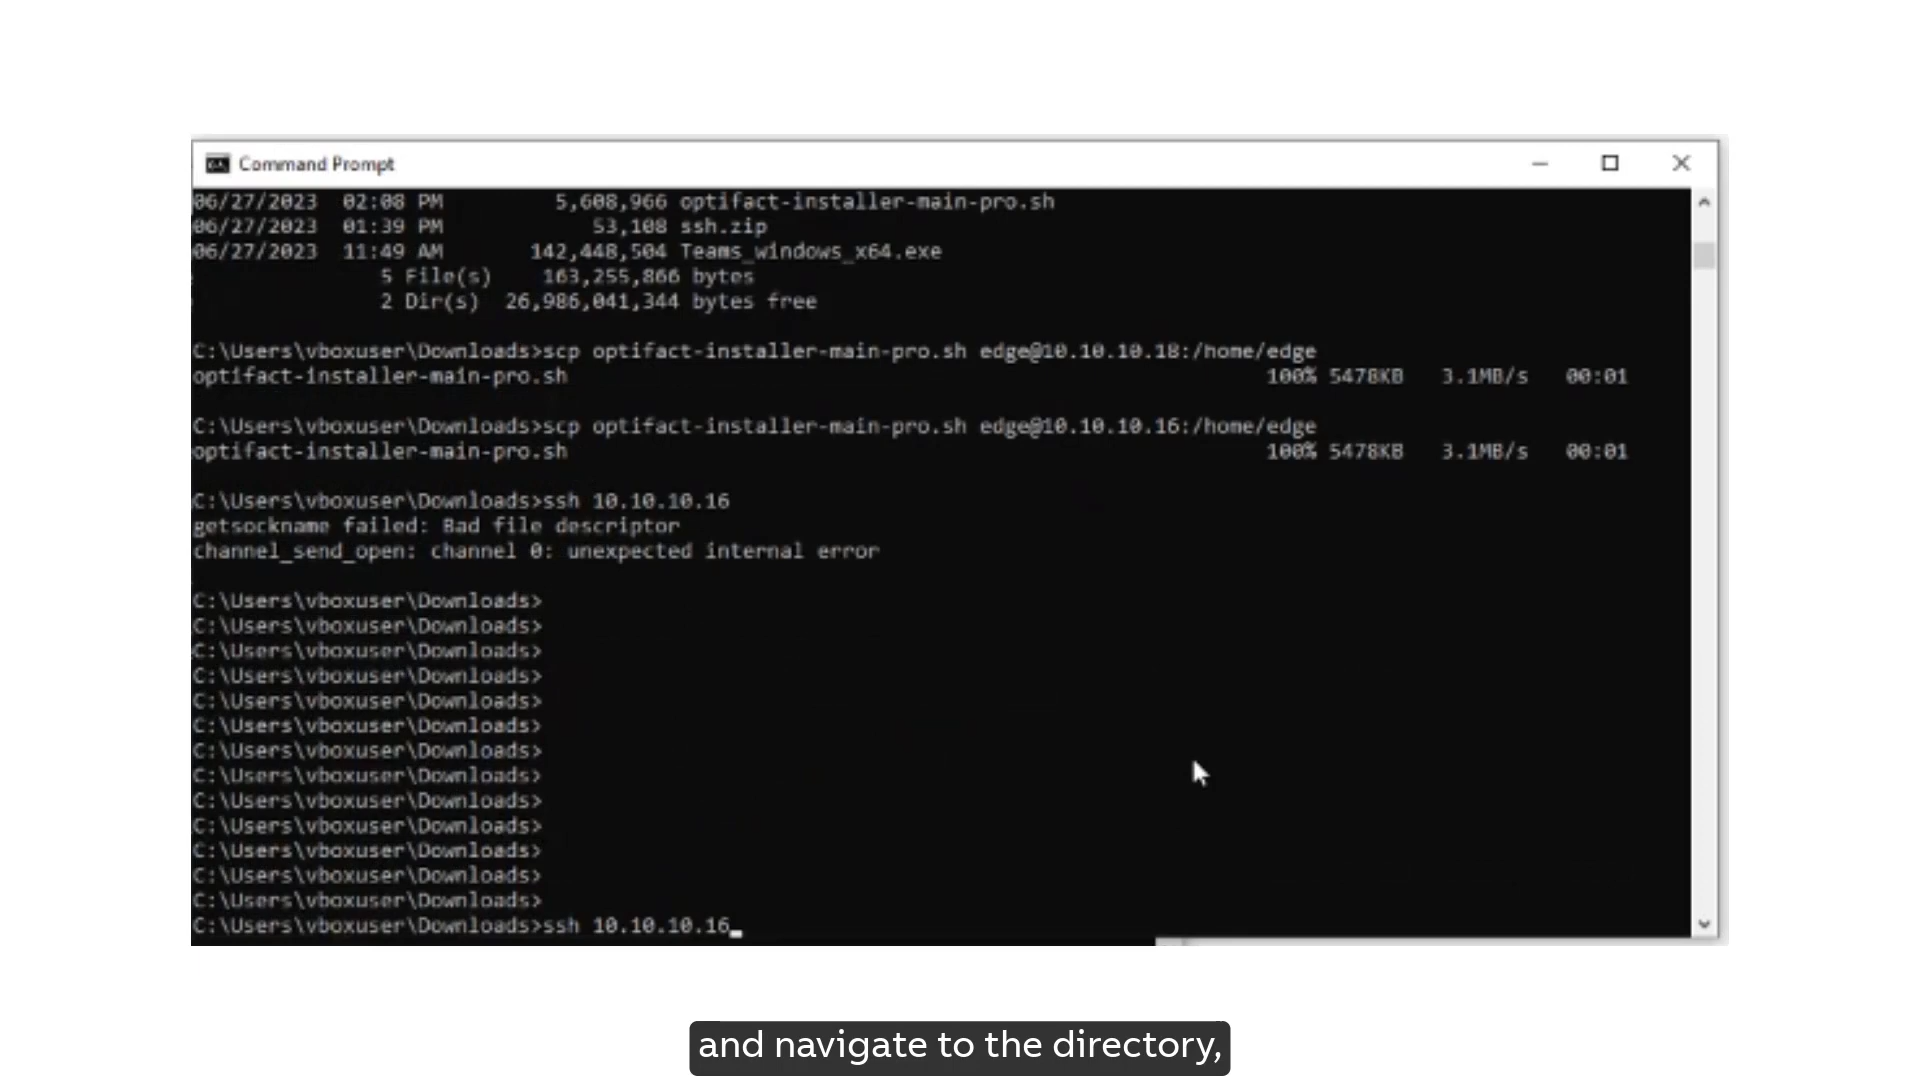 Command Prompt
06/27/2023  02:08 PM         5,608,966 optifact-installer-main-pro.sh
06/27/2023  01:39 PM            53,108 ssh.zip
06/27/2023  11:49 AM       142,448,504 Teams_windows_x64.exe
5 File(s)    163,255,866 bytes
2 Dir(s)  26,986,041,344 bytes free
C:\Users\vboxuser\Downloads>scp optifact-installer-main-pro.sh edge@10.10.10.18:/home/edge
optifact-installer-main-pro.sh 100% 5478KB   3.1MB/s   00:01
C:\Users\vboxuser\Downloads>scp optifact-installer-main-pro.sh edge@10.10.10.16:/home/edge
optifact-installer-main-pro.sh 100% 5478KB   3.1MB/s   00:01
C:\Users\vboxuser\Downloads>ssh 10.10.10.16
getsockname failed: Bad file descriptor
channel_send_open: channel 0: unexpected internal error
C:\Users\vboxuser\Downloads>
C:\Users\vboxuser\Downloads>
C:\Users\vboxuser\Downloads>
C:\Users\vboxuser\Downloads>
C:\Users\vboxuser\Downloads>
C:\Users\vboxuser\Downloads>
C:\Users\vboxuser\Downloads>
C:\Users\vboxuser\Downloads>
C:\Users\vboxuser\Downloads>
C:\Users\vboxuser\Downloads>
C:\Users\vboxuser\Downloads>
C:\Users\vboxuser\Downloads>
C:\Users\vboxuser\Downloads>
C:\Users\vboxuser\Downloads>ssh 10.10.10.16_
and navigate to the directory,